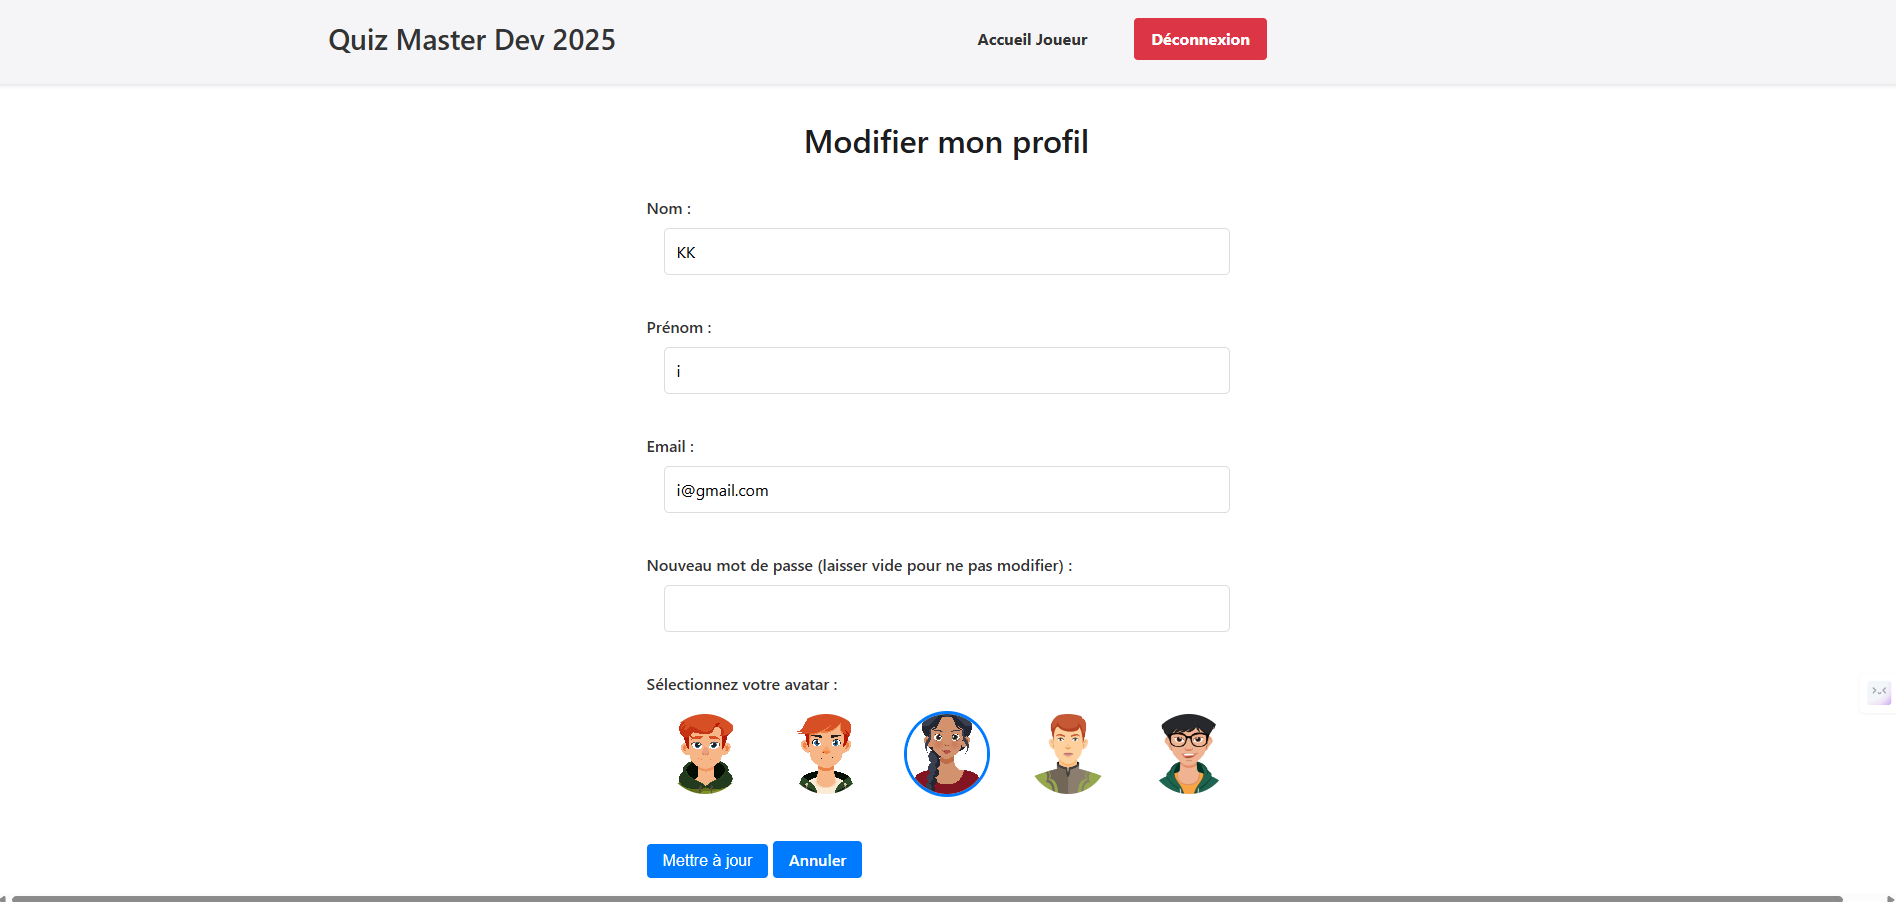 Quiz Master Dev 2025
Accueil Joueur
Déconnexion
Modifier mon profil
Nom :
KK
Prénom :
i
Email :
i@gmail.com
Nouveau mot de passe (laisser vide pour ne pas modifier) :
Sélectionnez votre avatar :
Mettre à jour
Annuler